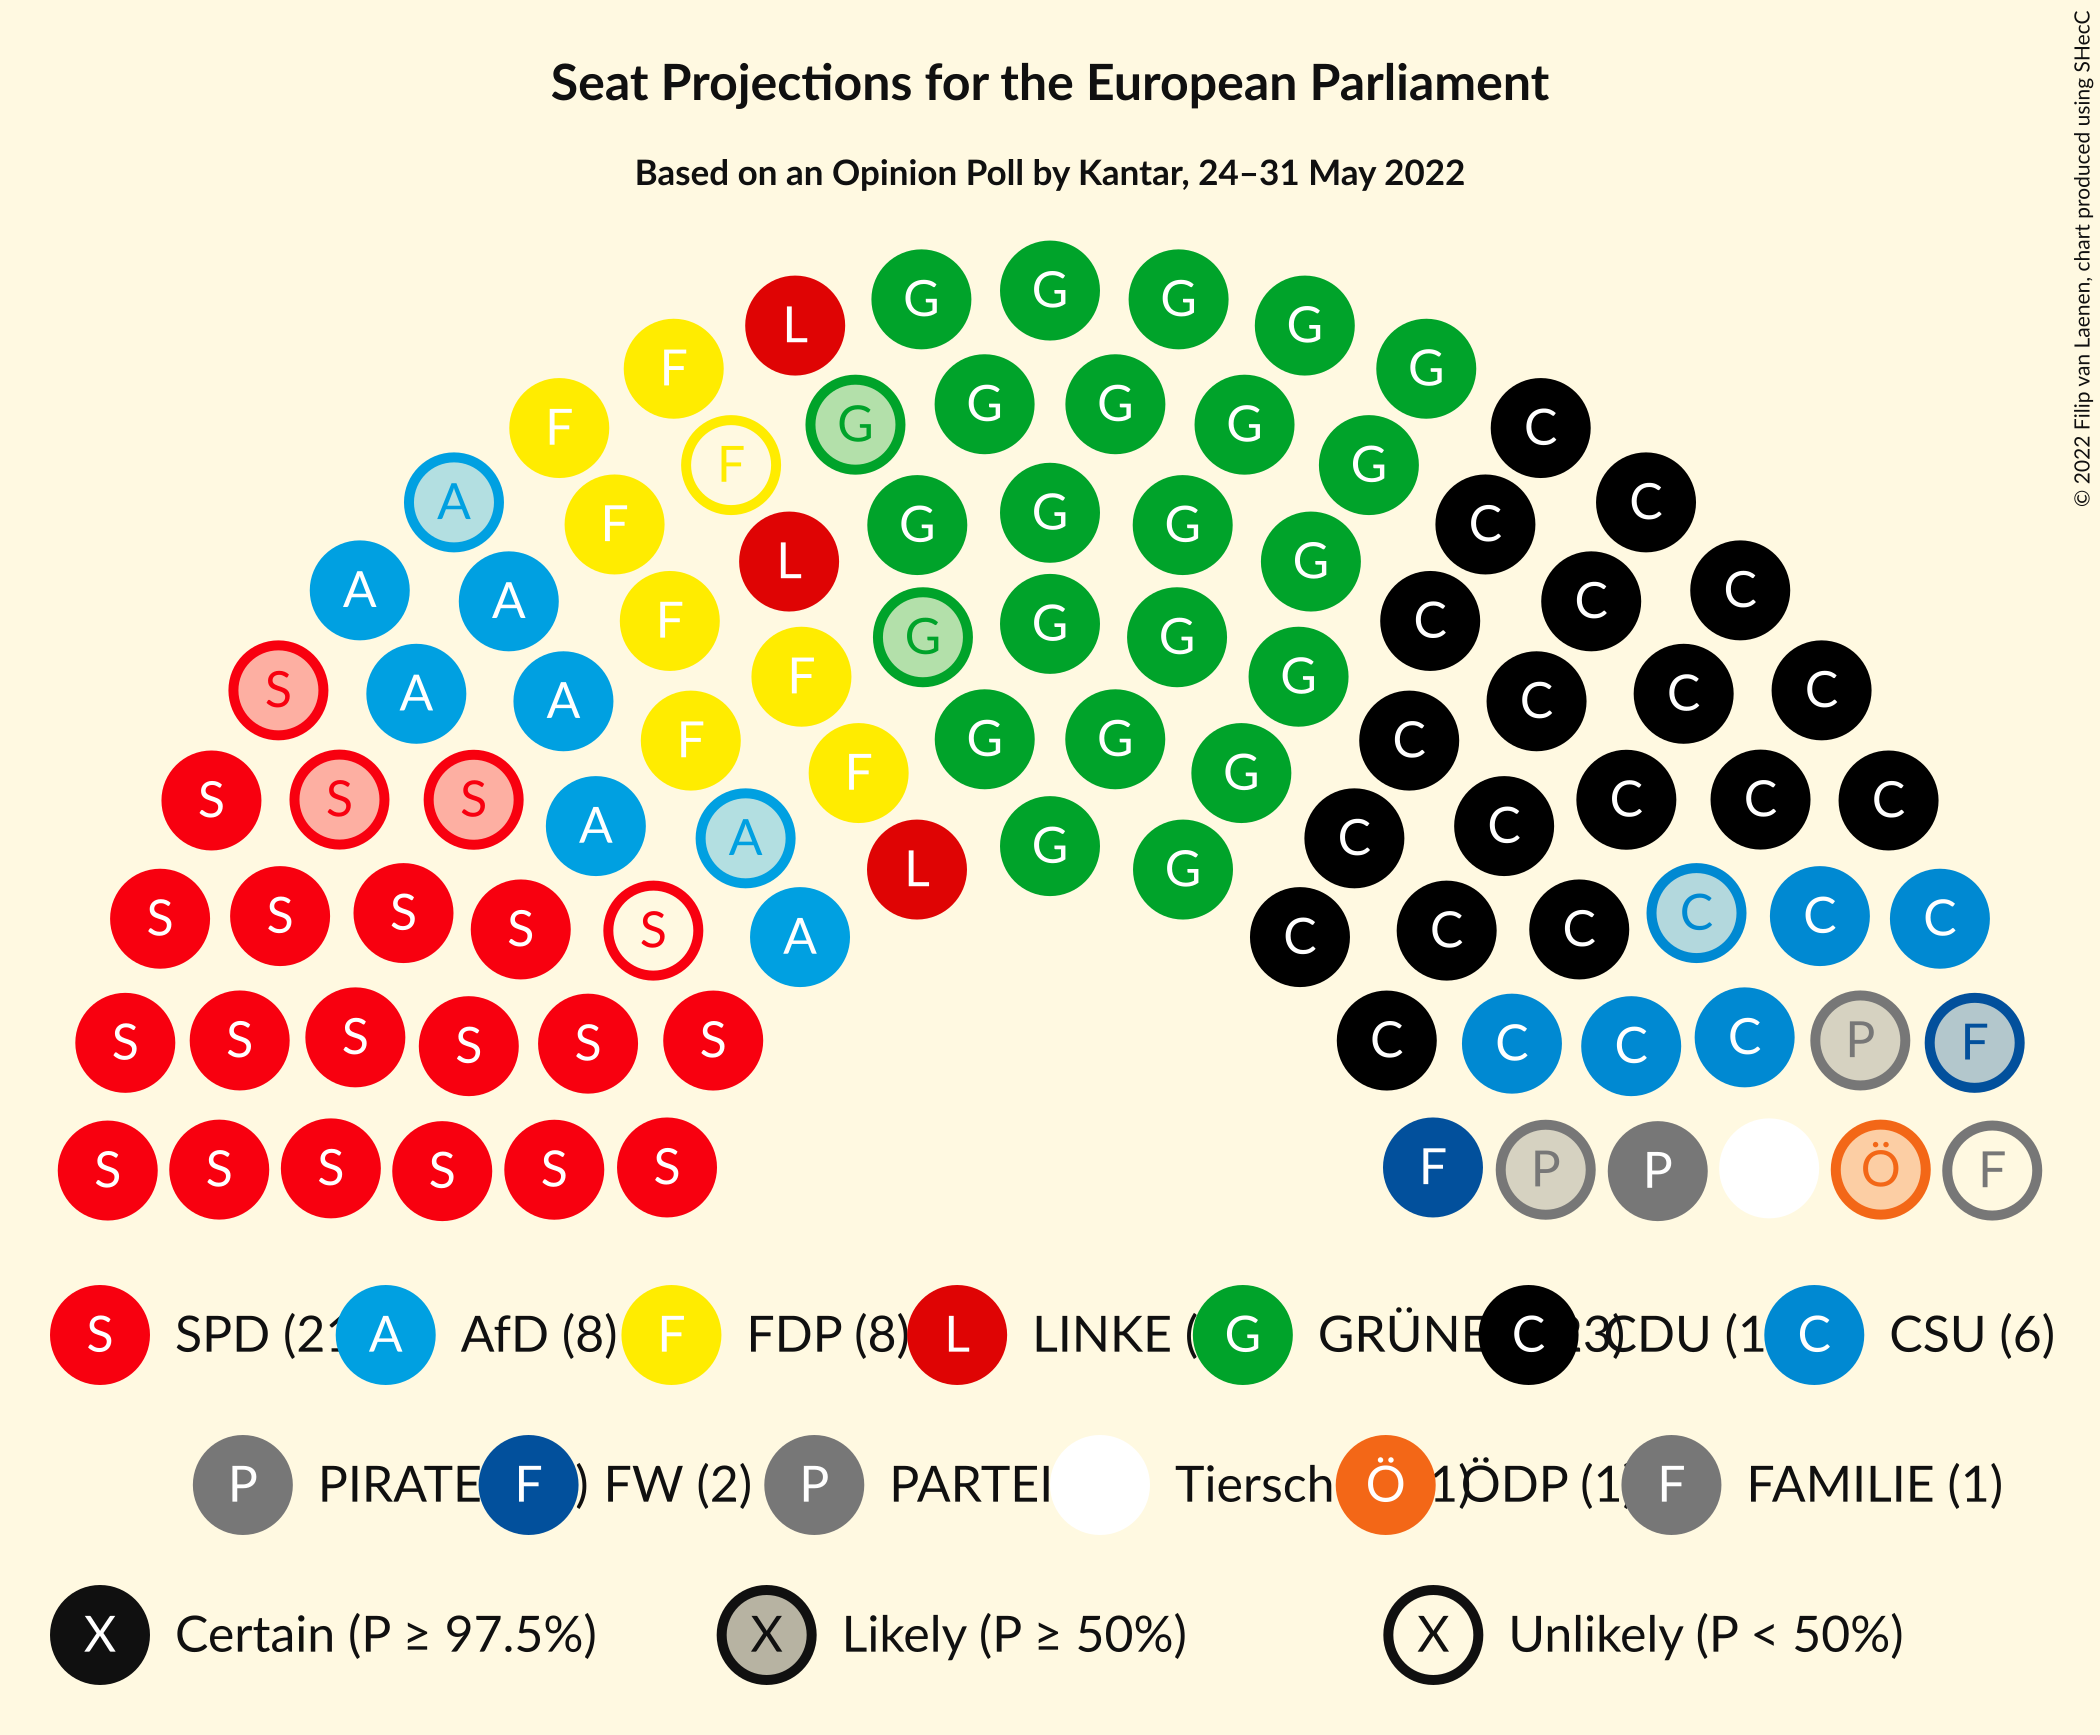 Seat Projections for the European Parliament
Based on an Opinion Poll by Kantar, 24–31 May 2022
© 2022 Filip van Laenen, chart produced using SHecC
G G G
L G G
F G G G G G
F F G C
A F L G G G G C C
A A F G G G G C C C
S A A F F G G G C C C C
S S S A F A F G C C C C C
S S S S S A L G G C C C C C C
S S S S S S C C C C P F
S S S S S S F P P Ö F
S SPD (21 A AfD (8) F FDP (8) L LINKE ( G GRÜNE C 23) CDU (1 C CSU (6)
P PIRATE F ) FW (2) P PARTEI Tiersch Ö 1) ÖDP (1) F FAMILIE (1)
X Certain (P ≥ 97.5%) X Likely (P ≥ 50%) X Unlikely (P < 50%)